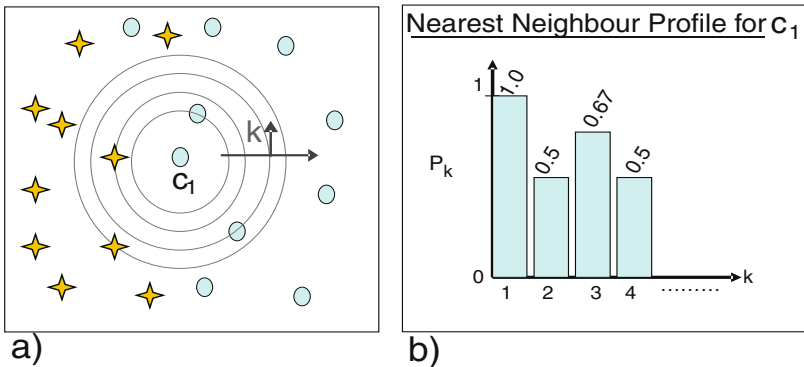 k
c1
a)
Nearest Neighbour Profile for c1
1
1.0
0.5
0.67
0.5
Pk
0
k
1 2 3 4 .........
b)